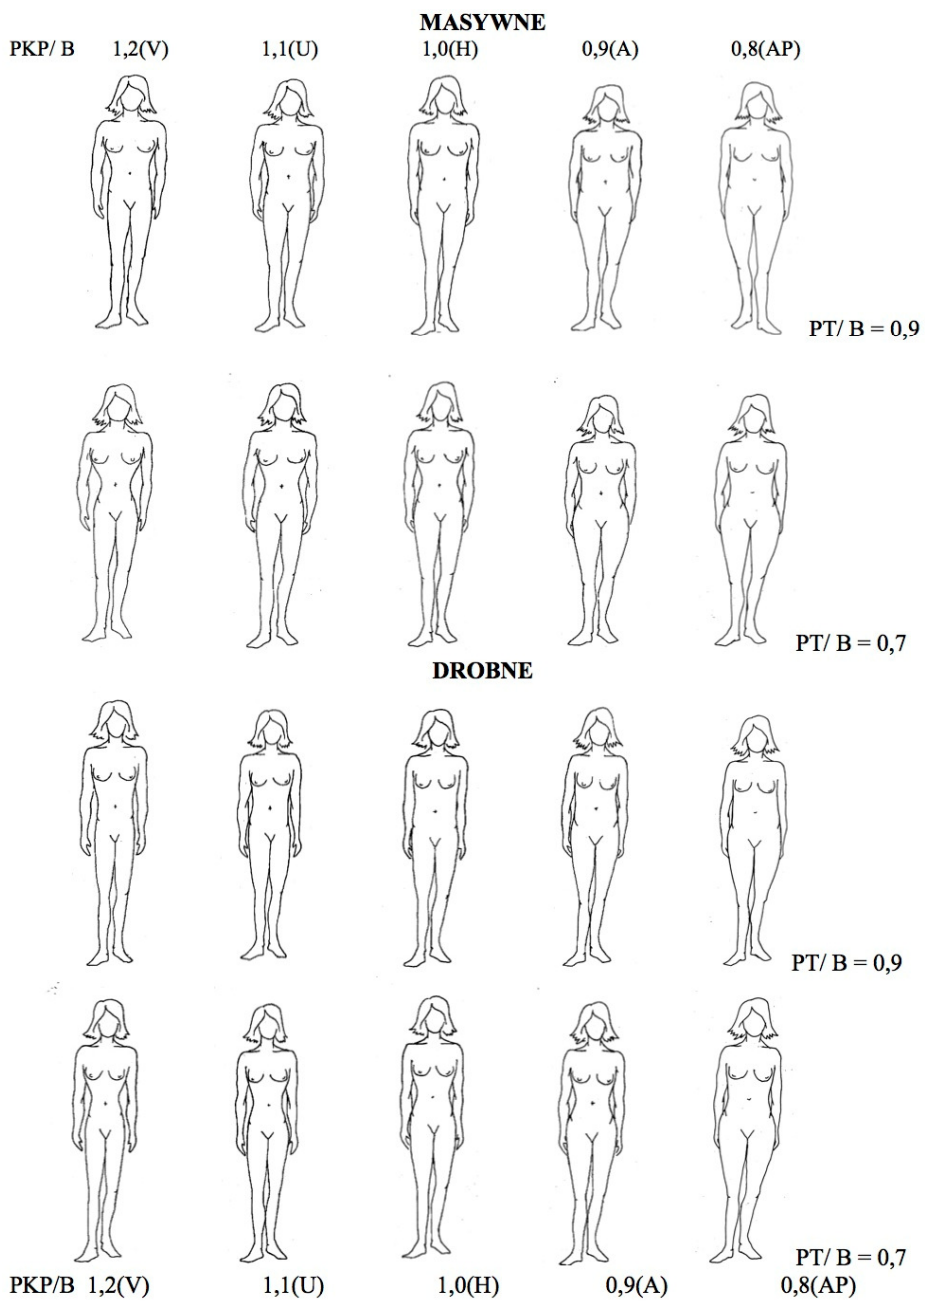 MASYWNE
PKP/ B 1,2(V) 1,1(U) 1,0(H) 0,9(A) 0,8(AP)
PT/ B = 0,9
PT/ B = 0,7
DROBNE
PT/ B = 0,9
PT/ B = 0,7
PKP/B 1,2(V) 1,1(U) 1,0(H) 0,9(A) 0,8(AP)